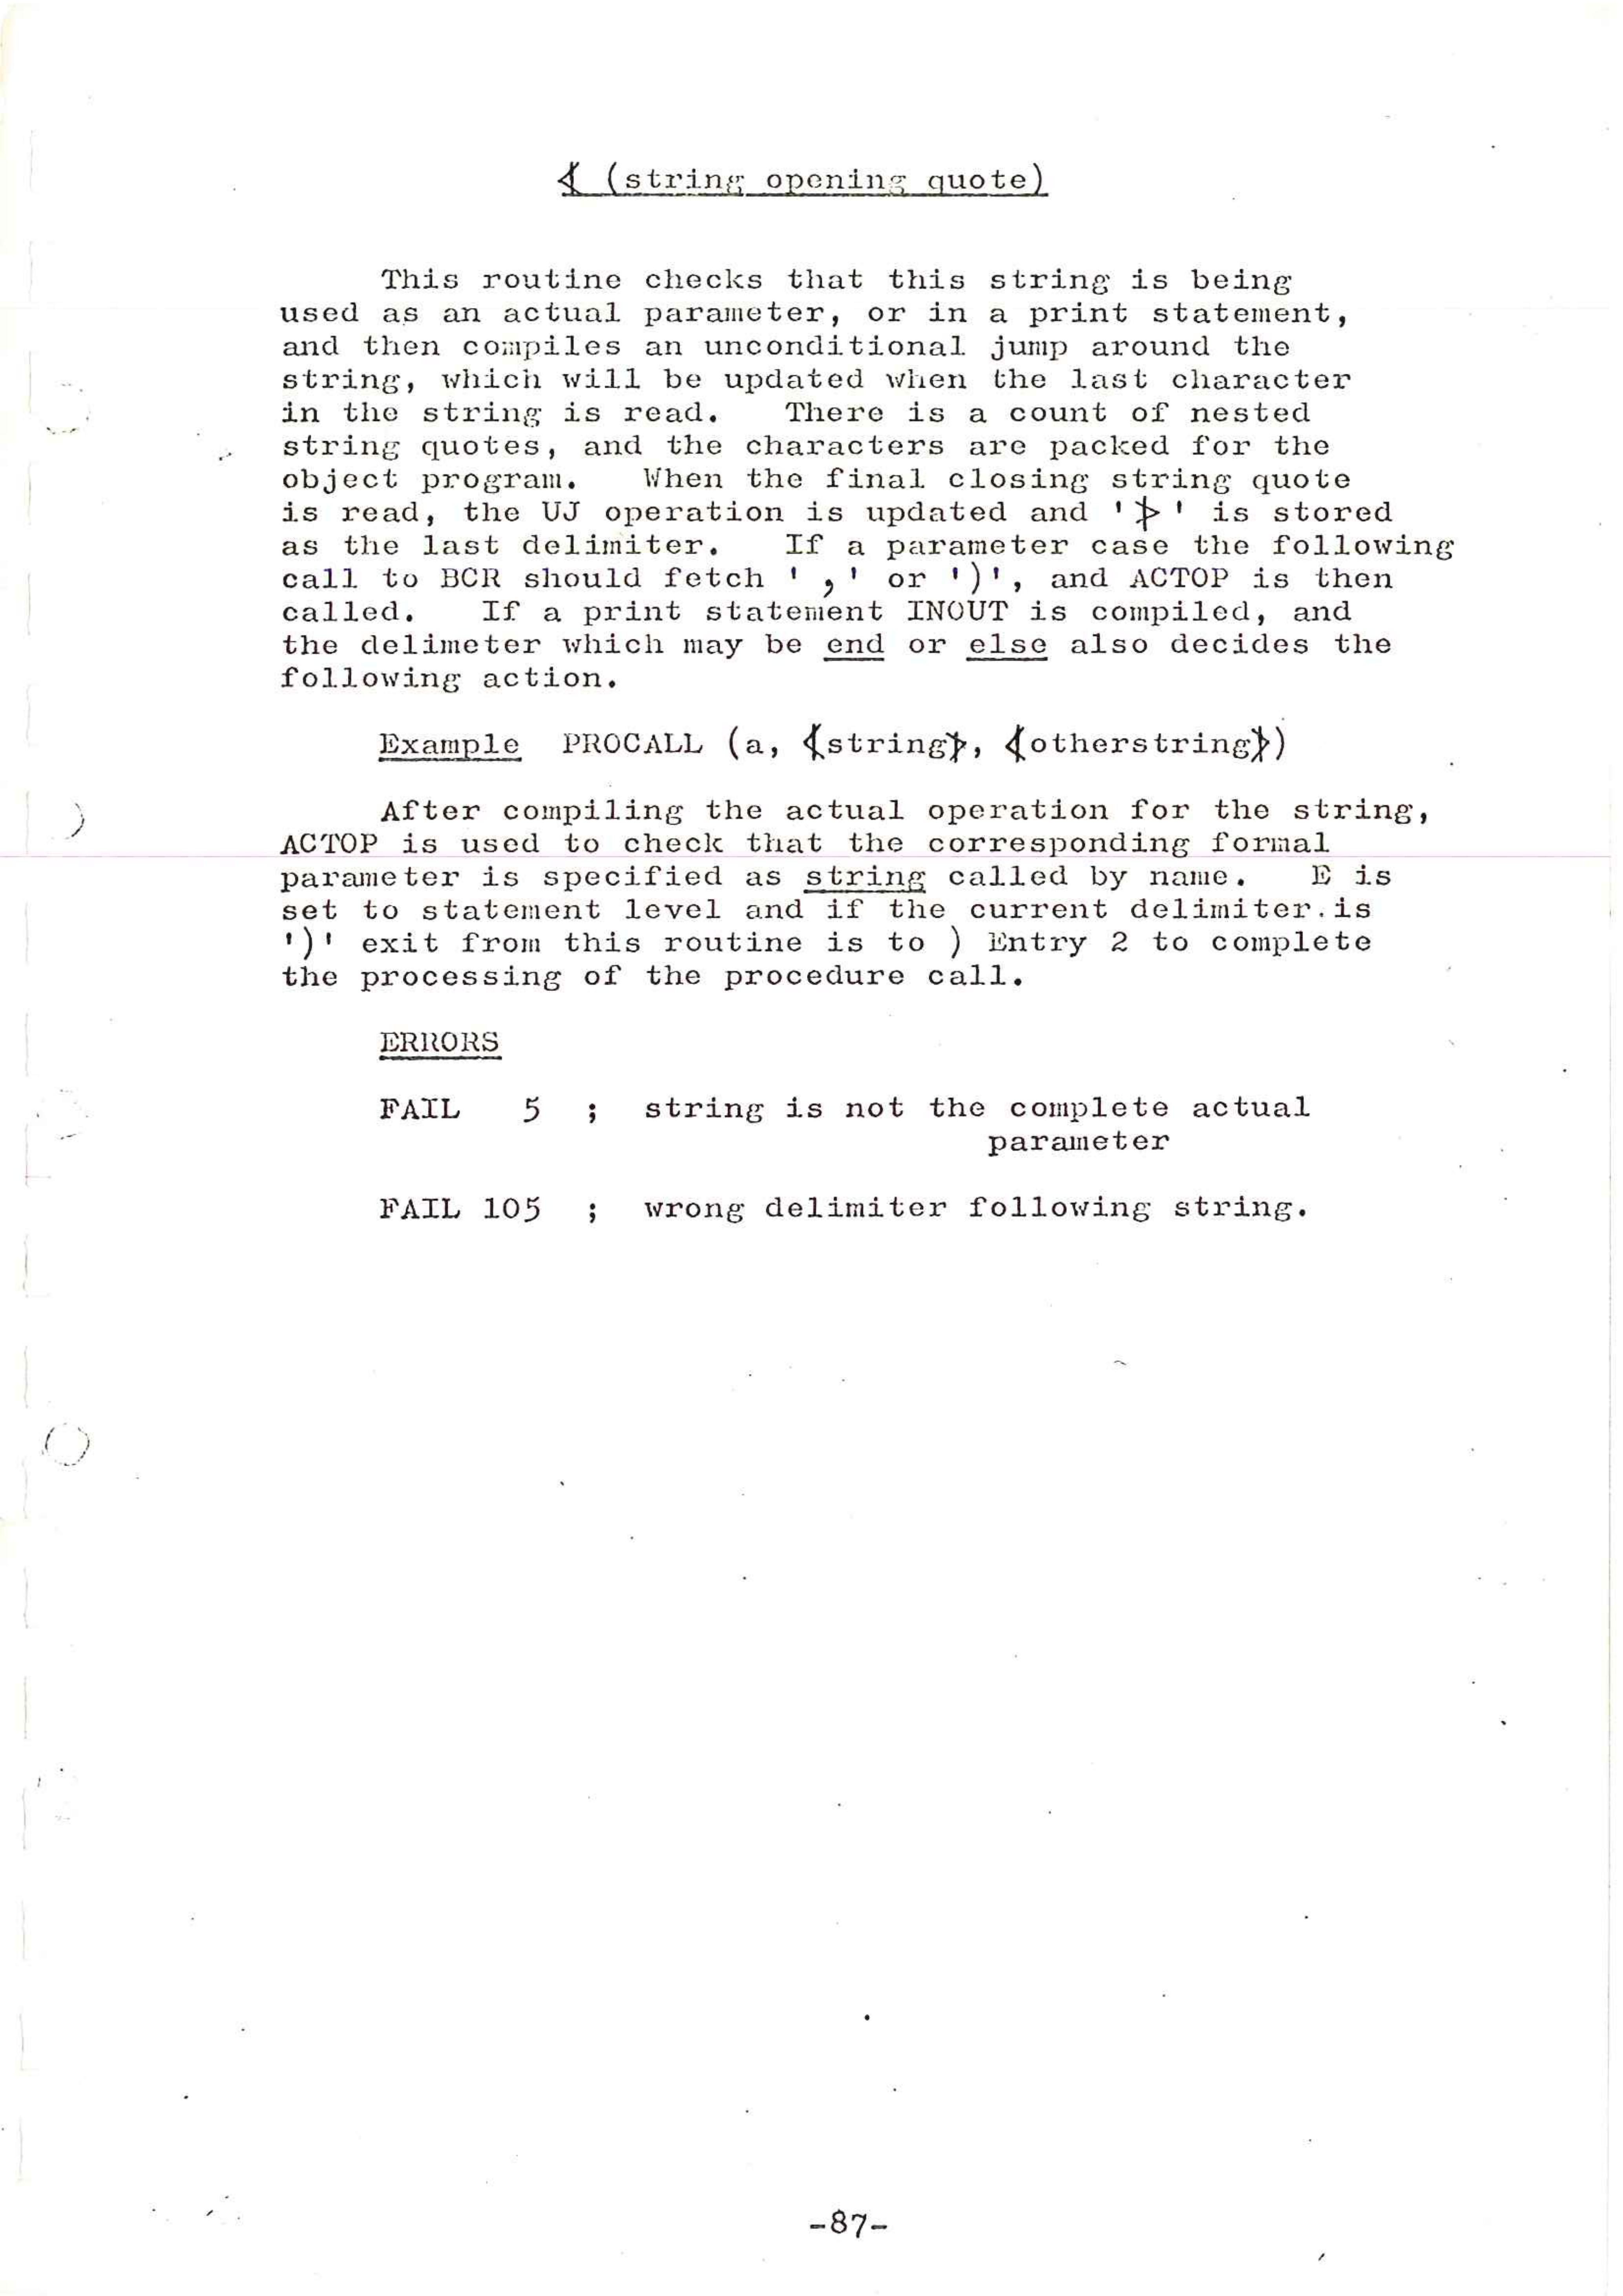 ≮ (string opening quote)
This routine checks that this string is being
used as an actual parameter, or in a print statement,
and then compiles an unconditional jump around the
string, which will be updated when the last character
in the string is read. There is a count of nested
string quotes, and the characters are packed for the
object program. When the final closing string quote
is read, the UJ operation is updated and '≯' is stored
as the last delimiter. If a parameter case the following
call to BCR should fetch ',' or ')', and ACTOP is then
called. If a print statement INOUT is compiled, and
the delimeter which may be end or else also decides the
following action.
Example PROCALL (a, ≮string≯, ≮otherstring≯)
After compiling the actual operation for the string,
ACTOP is used to check that the corresponding formal
parameter is specified as string called by name. E is
set to statement level and if the current delimiter.is
')' exit from this routine is to ) Entry 2 to complete
the processing of the procedure call.
ERRORS
FAIL 5 ; string is not the complete actual
parameter
FAIL 105 ; wrong delimiter following string.
-87-